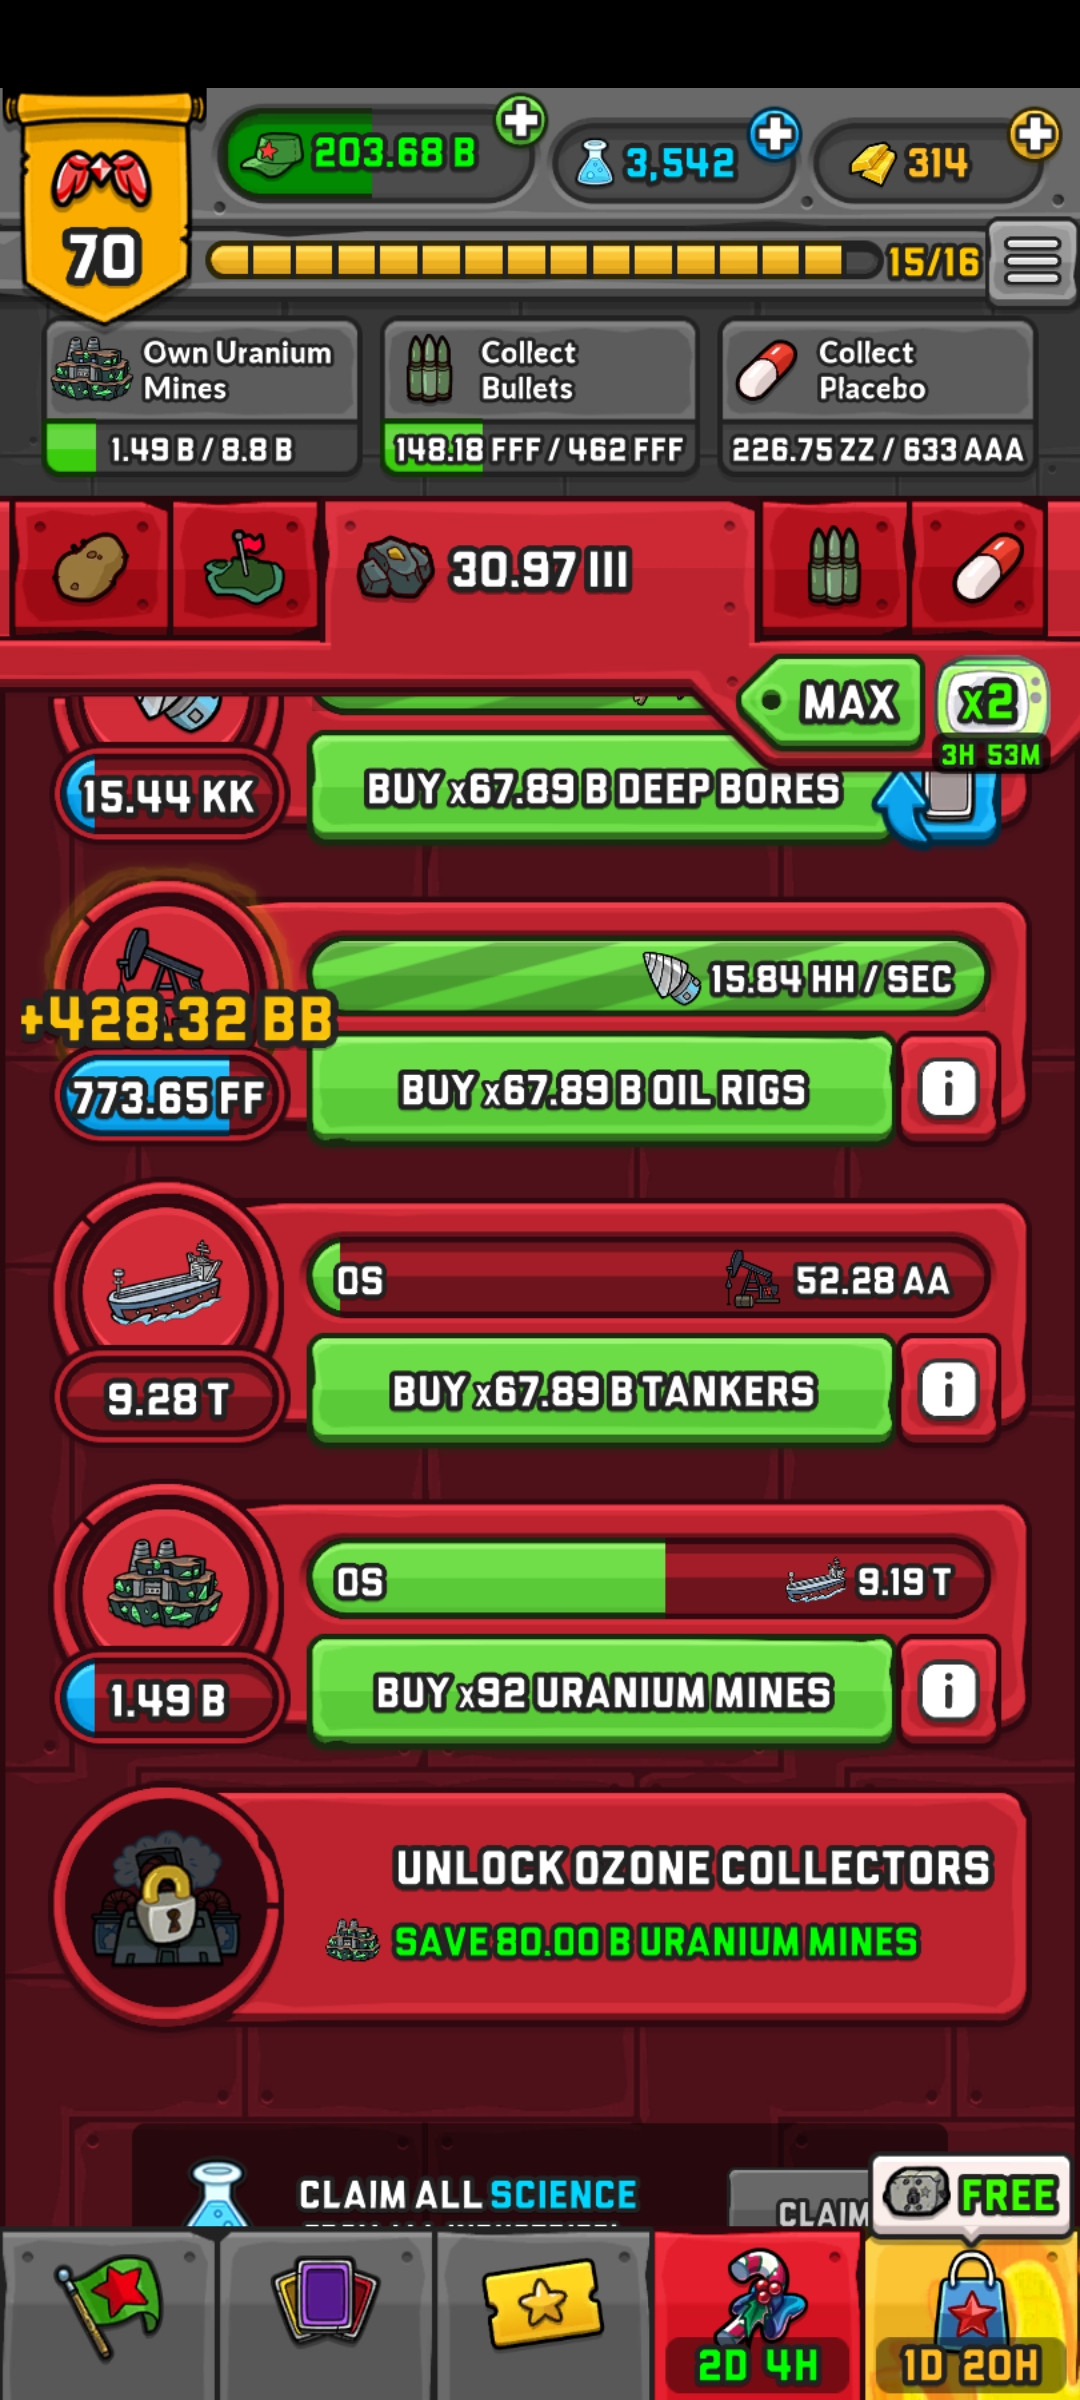 203.68 B
3,542
314
70
15/16
Own Uranium
Mines
1.49 B / 8.8 B
Collect
Bullets
148.18 FFF / 462 FFF
Collect
Placebo
226.75 ZZ / 633 AAA
30.97 III
MAX
x2
3H 53M
15.44 KK
BUY x67.89 B DEEP BORES
15.84 HH / SEC
+428.32 BB
773.65 FF
BUY x67.89 B OIL RIGS
i
0S
52.28 AA
9.28 T
BUY x67.89 B TANKERS
i
0S
9.19 T
1.49 B
BUY x92 URANIUM MINES
i
UNLOCK OZONE COLLECTORS
SAVE 80.00 B URANIUM MINES
CLAIM ALL SCIENCE
CLAIM
FREE
2D 4H
1D 20H